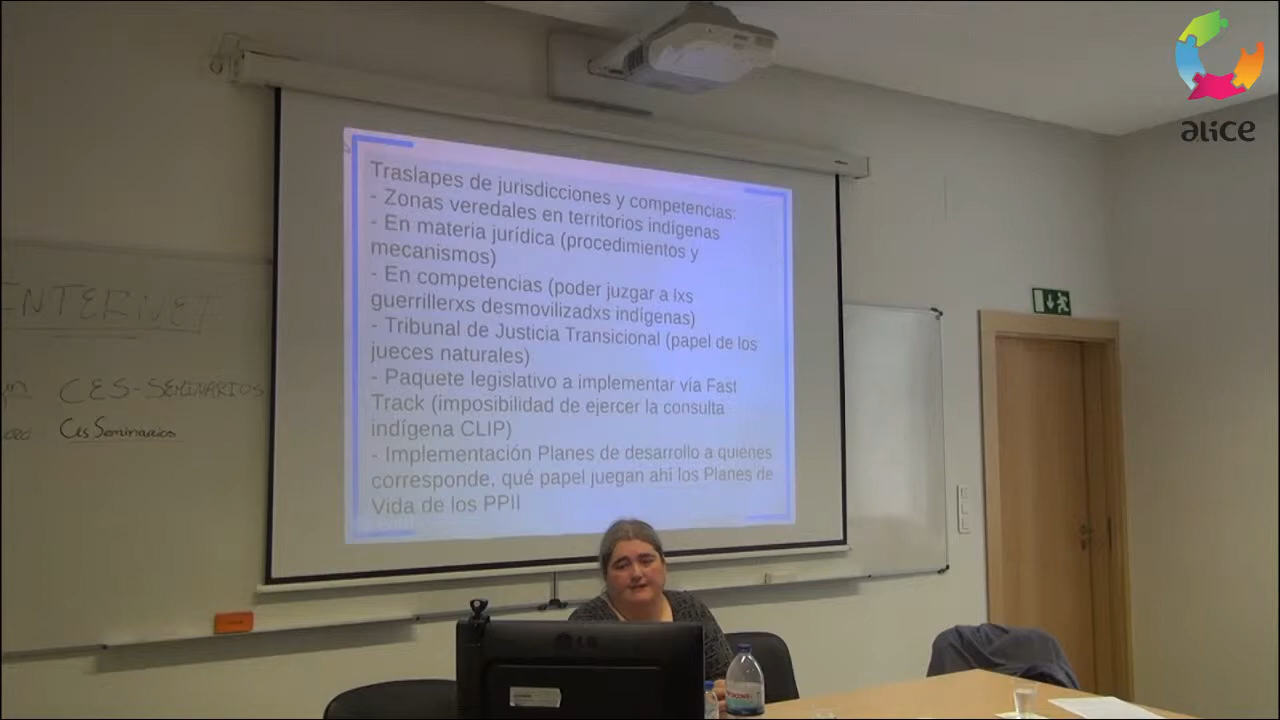 alice
Traslapes de jurisdicciones y competencias:
- Zonas veredales en territorios indígenas
- En materia jurídica (procedimientos y
mecanismos)
- En competencias (poder juzgar a lxs
guerrillerxs desmovilizadxs indígenas)
- Tribunal de Justicia Transicional (papel de los
jueces naturales)
- Paquete legislativo a implementar vía Fast
Track (imposibilidad de ejercer la consulta
indígena CLIP)
- Implementación Planes de desarrollo a quiénes
corresponde, qué papel juegan ahí los Planes de
Vida de los PPII
INTERNET
CES-SEMINARIOS
Ces Seminarios
LG